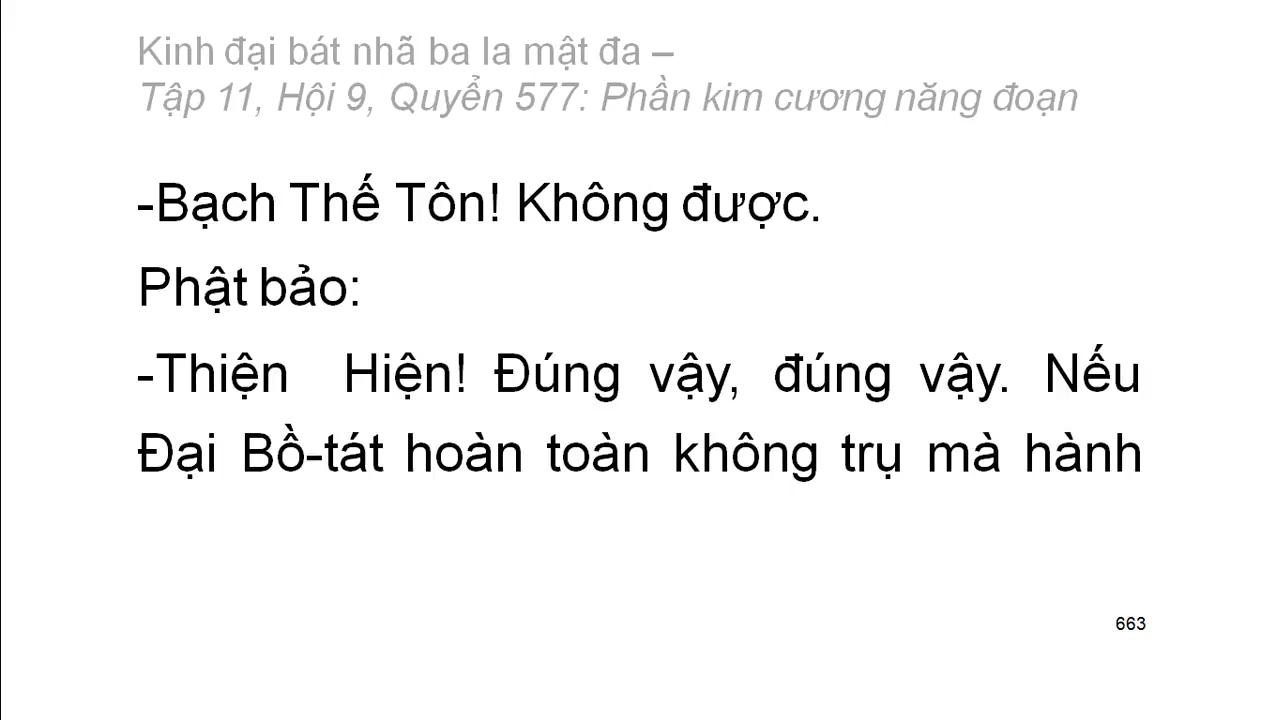 Kinh đại bát nhã ba la mật đa –
Tập 11, Hội 9, Quyển 577: Phần kim cương năng đoạn
-Bạch Thế Tôn! Không được.
Phật bảo:
-Thiện Hiện! Đúng vậy, đúng vậy. Nếu
Đại Bồ-tát hoàn toàn không trụ mà hành
663